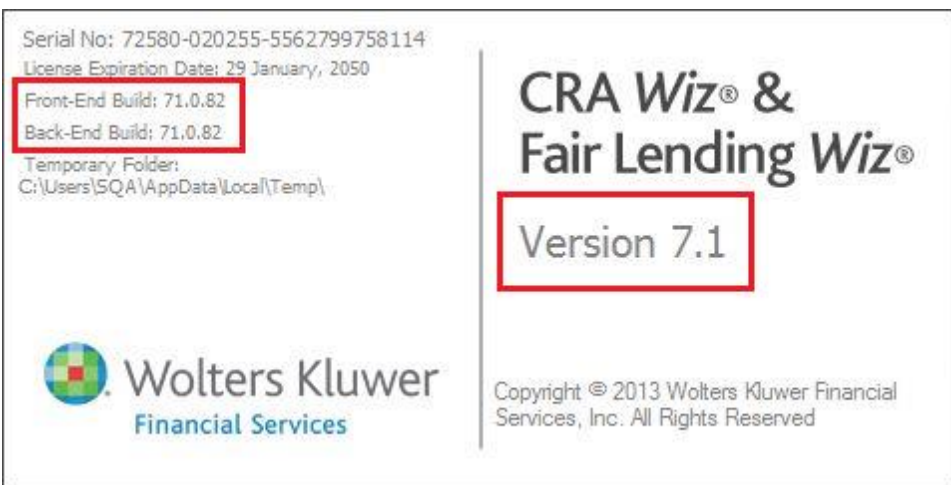 Serial No: 72580-020255-5562799758114
License Expiration Date: 29 January, 2050
Front-End Build: 71.0.82
Back-End Build: 71.0.82
Temporary Folder:
C:\Users\SQA\AppData\Local\Temp\
CRA Wiz® &
Fair Lending Wiz®
Version 7.1
Wolters Kluwer
Financial Services
Copyright © 2013 Wolters Kluwer Financial
Services, Inc. All Rights Reserved